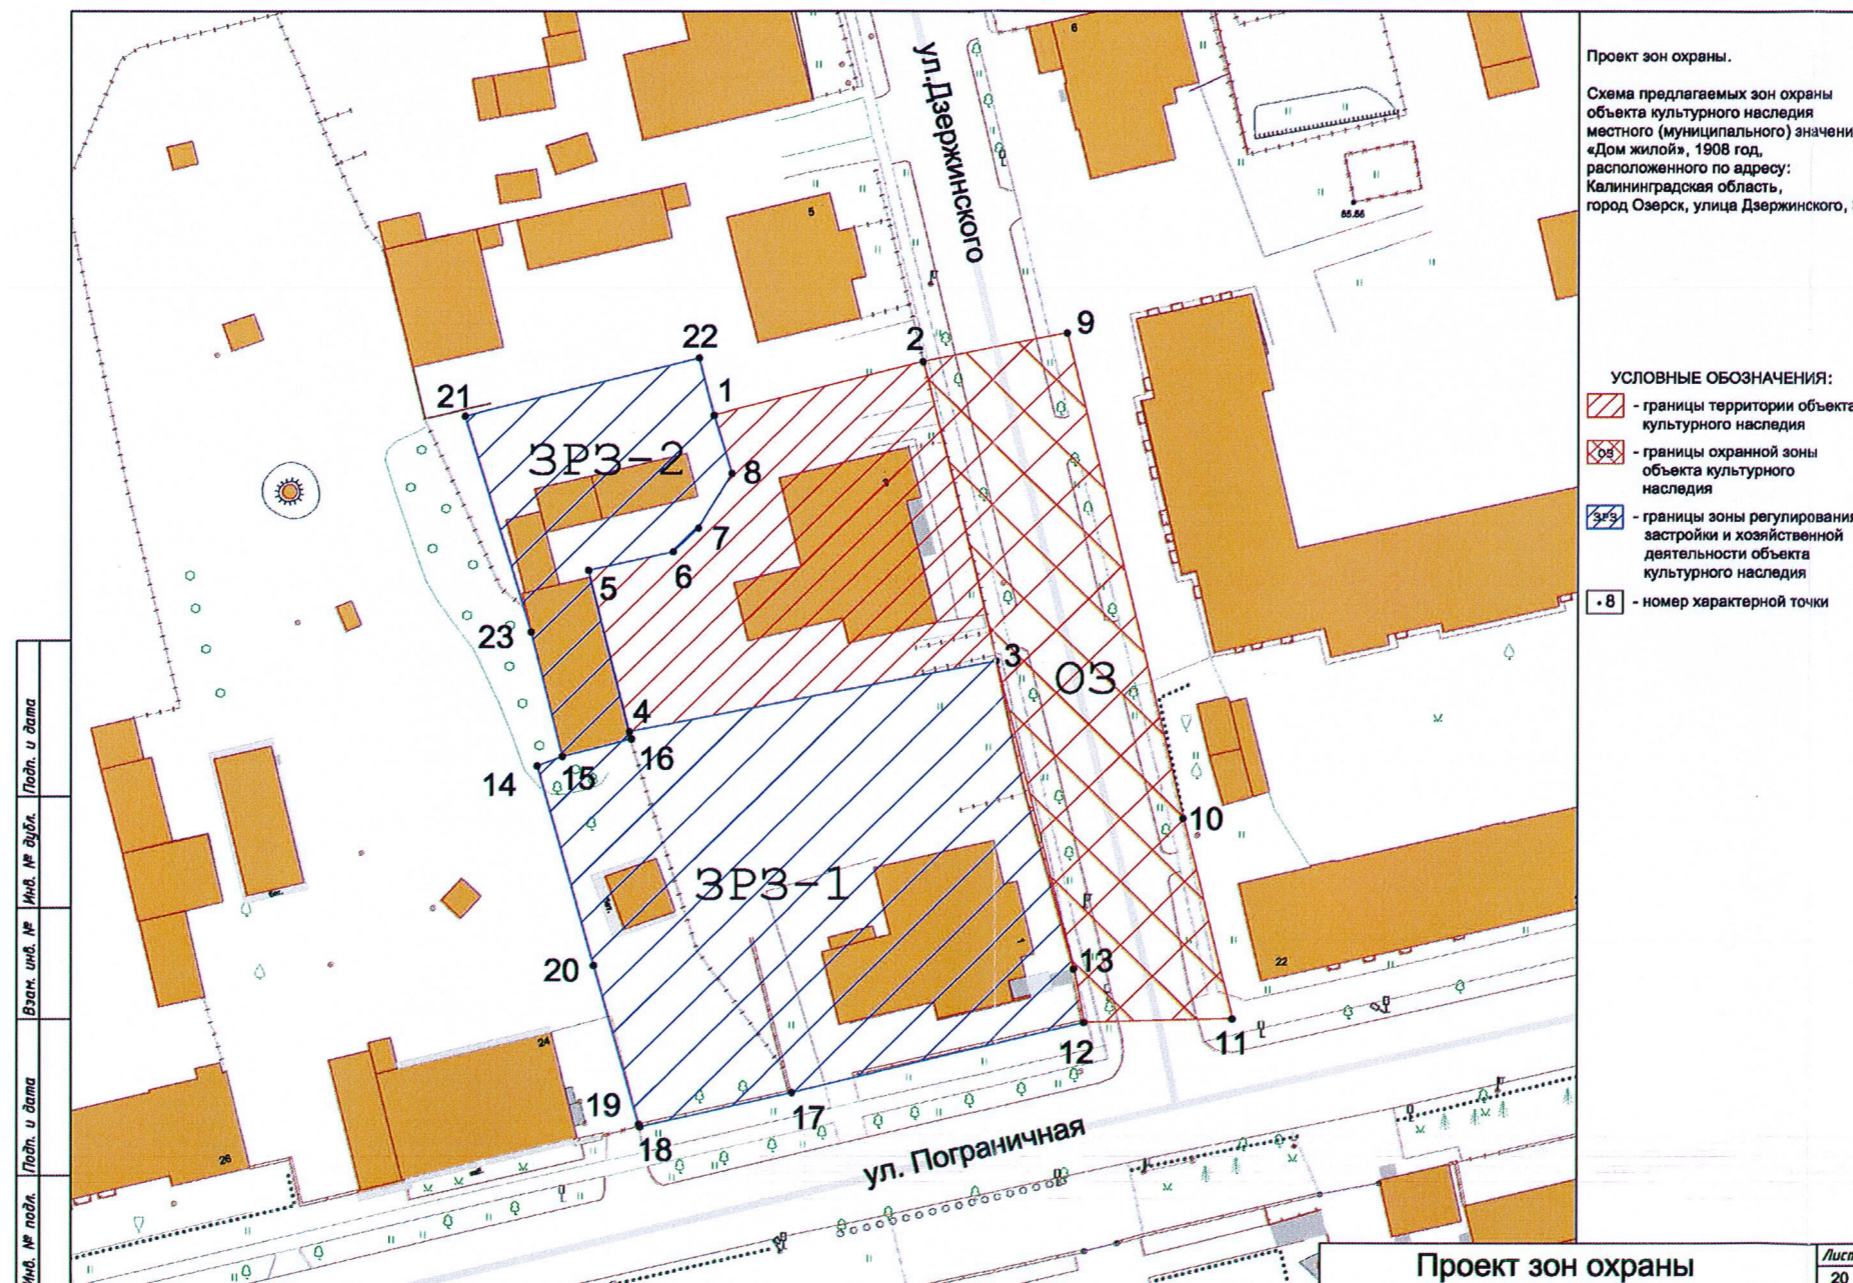 Проект зон охраны.
Схема предлагаемых зон охраны
объекта культурного наследия
местного (муниципального) значени
«Дом жилой», 1908 год,
расположенного по адресу:
Калининградская область,
город Озерск, улица Дзержинского,
УСЛОВНЫЕ ОБОЗНАЧЕНИЯ:
- границы территории объекта
культурного наследия
ОЗ - границы охранной зоны
объекта культурного
наследия
ЗРЗ - границы зоны регулирования
застройки и хозяйственной
деятельности объекта
культурного наследия
• 8 - номер характерной точки
ул.Дзержинского
6
5
85.86
9
2
22
1
21
ЗРЗ-2
8
3
7
6
5
23
3
ОЗ
4
16
14
15
10
ЗРЗ-1
20
1
13
22
12
11
24
19
17
18
26
ул. Пограничная
Подп. и дата
Инв. № дубл.
Взам. инв. №
Подп. и дата
Инв. № подл.
Проект зон охраны
Лист
20